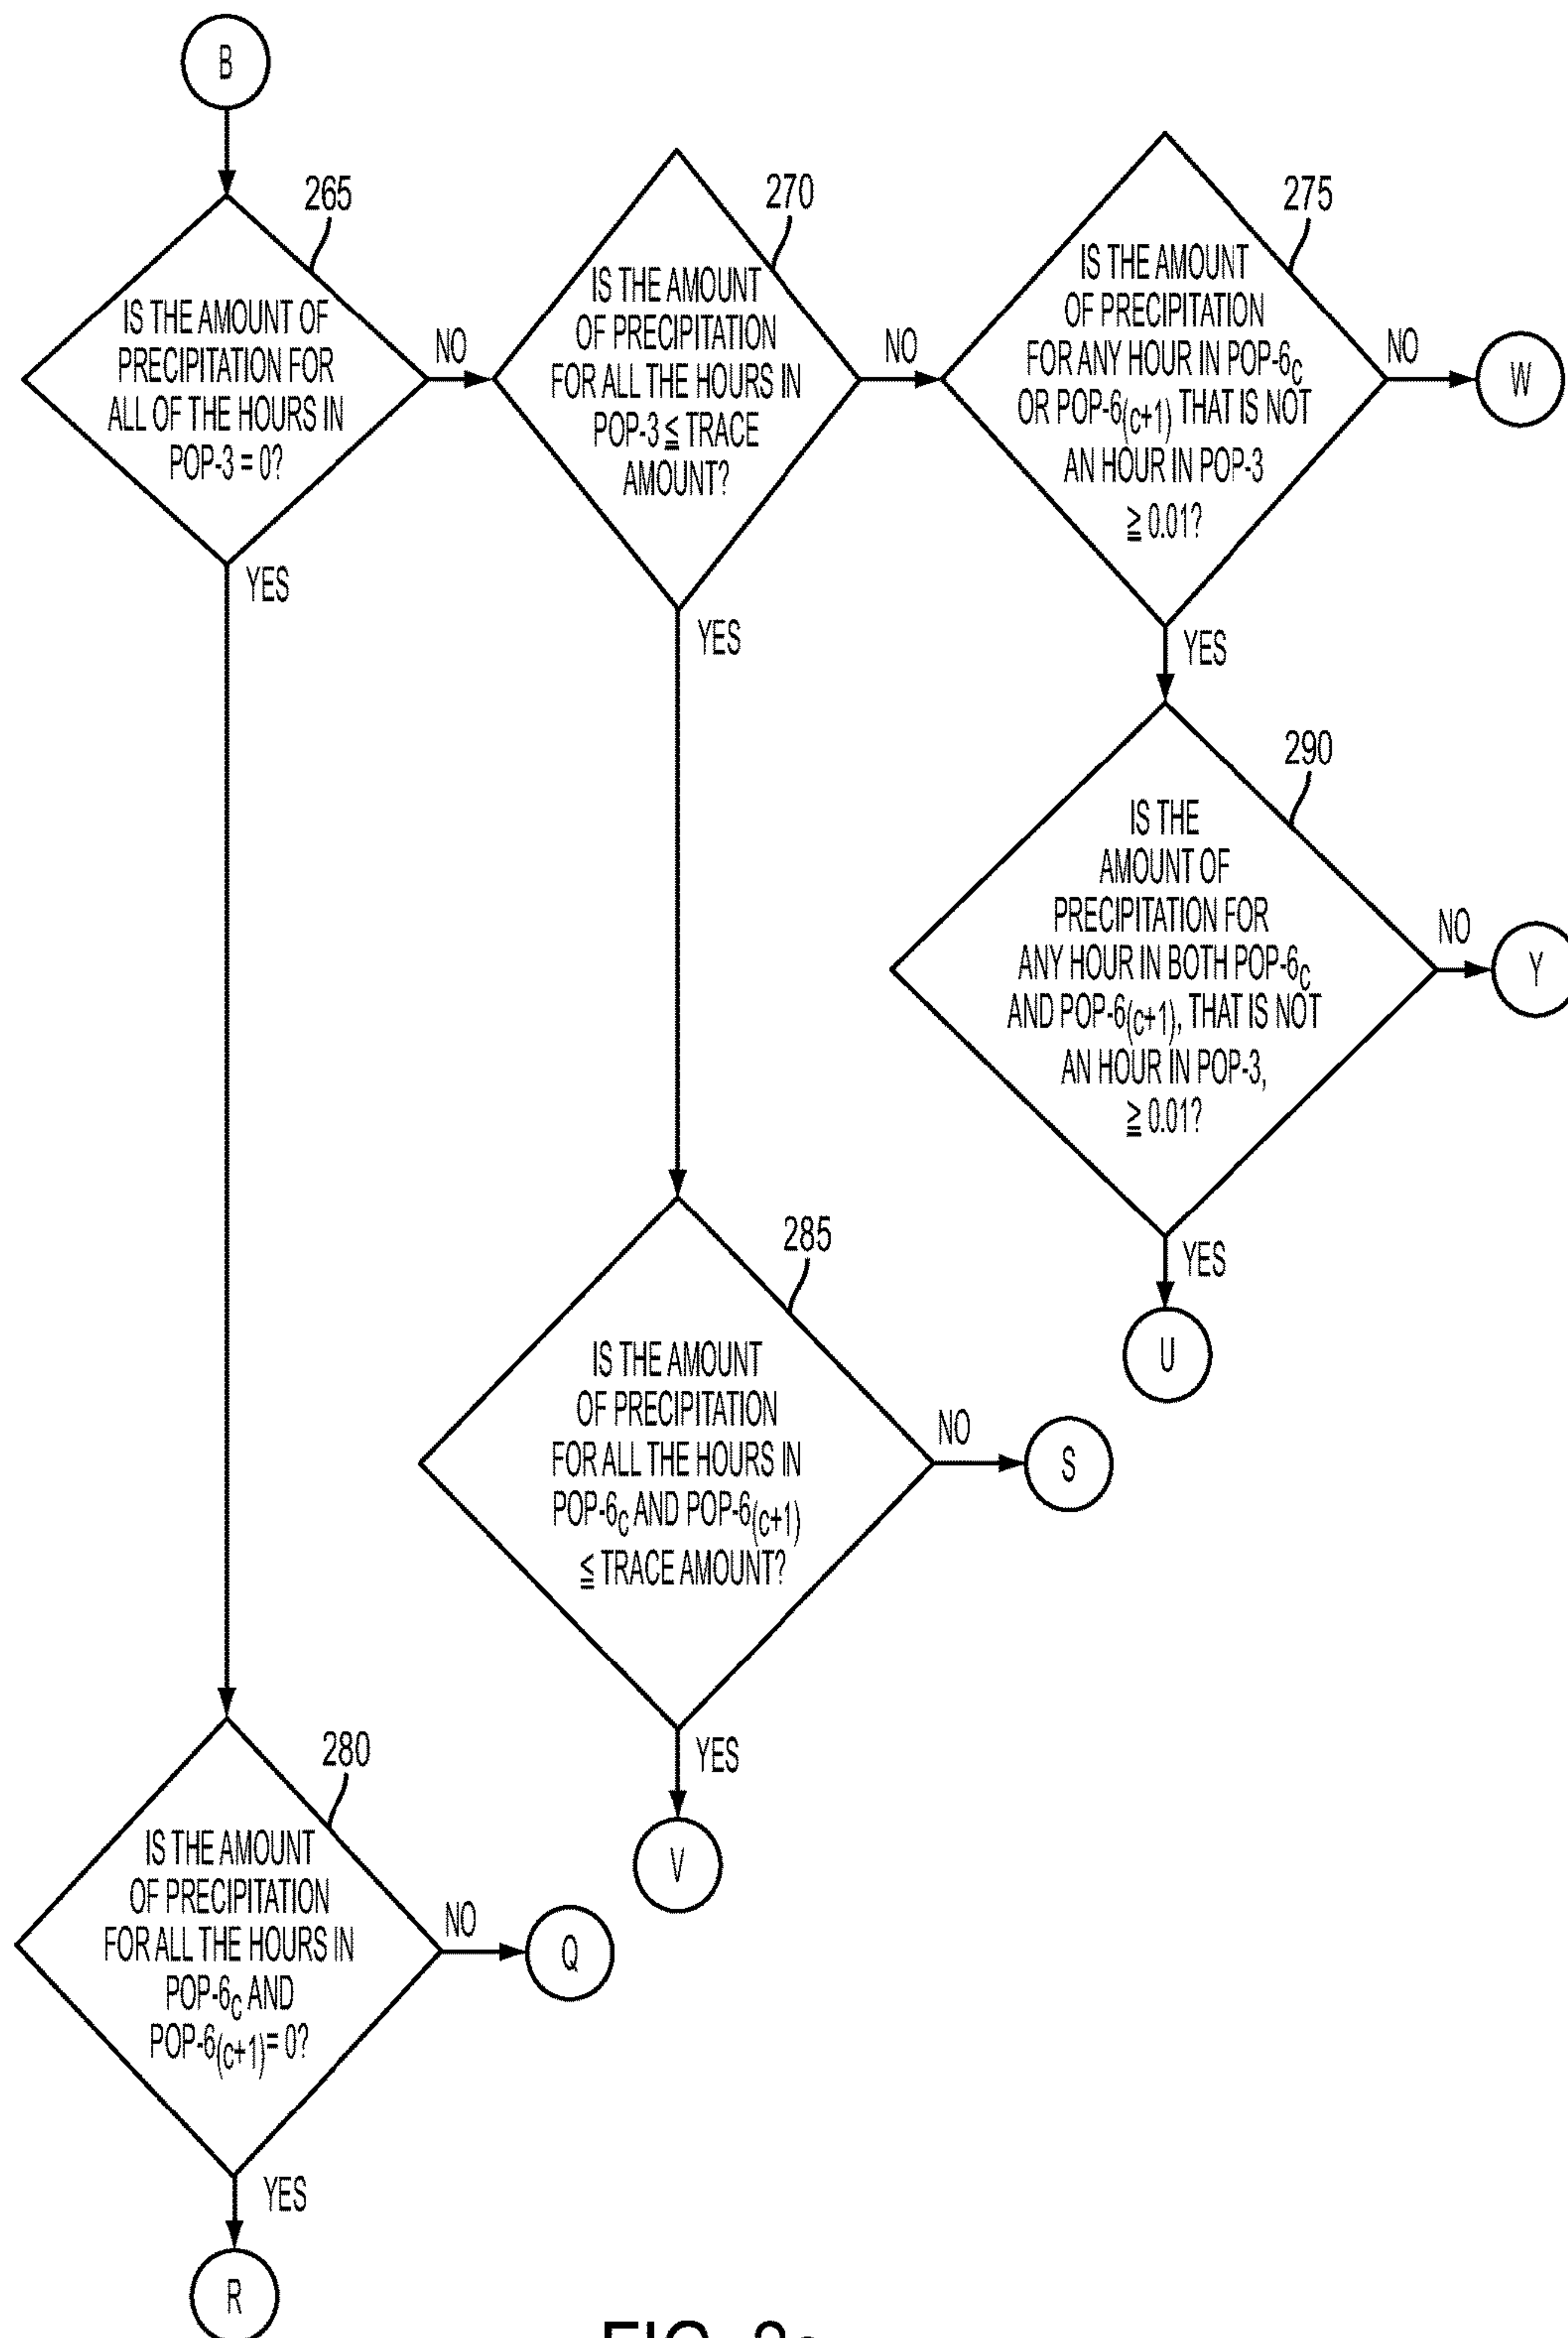 B
265
IS THE AMOUNT OF
PRECIPITATION FOR
ALL OF THE HOURS IN
POP-3 = 0?
NO
YES
270
IS THE AMOUNT
OF PRECIPITATION
FOR ALL THE HOURS IN
POP-3 ≦ TRACE
AMOUNT?
NO
YES
275
IS THE AMOUNT
OF PRECIPITATION
FOR ANY HOUR IN POP-6c
OR POP-6(c+1) THAT IS NOT
AN HOUR IN POP-3
≧ 0.01?
NO
W
YES
290
IS THE
AMOUNT OF
PRECIPITATION FOR
ANY HOUR IN BOTH POP-6c
AND POP-6(c+1), THAT IS NOT
AN HOUR IN POP-3,
≧ 0.01?
NO
Y
YES
U
285
IS THE AMOUNT
OF PRECIPITATION
FOR ALL THE HOURS IN
POP-6c AND POP-6(c+1)
≦ TRACE AMOUNT?
NO
S
YES
V
280
IS THE AMOUNT
OF PRECIPITATION
FOR ALL THE HOURS IN
POP-6c AND
POP-6(c+1)= 0?
NO
Q
YES
R
FIG.